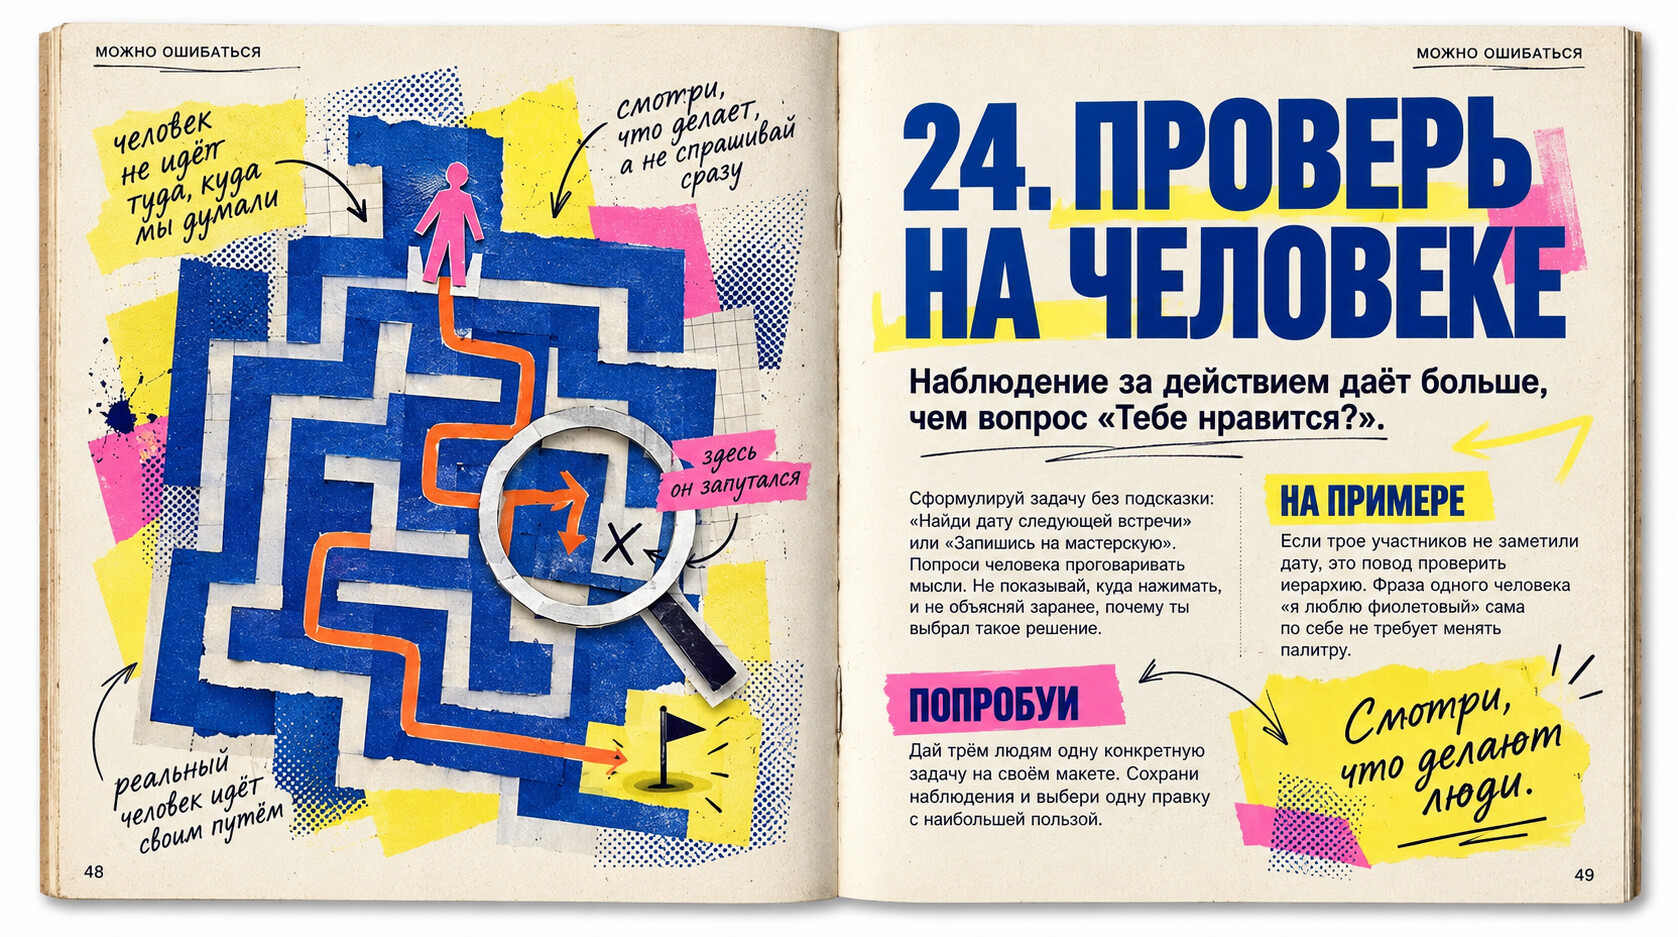 МОЖНО ОШИБАТЬСЯ
человек
не идёт
туда, куда
мы думали
смотри,
что делает,
а не спрашивай
сразу
здесь
он запутался
X
реальный
человек идёт
своим путём
48
МОЖНО ОШИБАТЬСЯ
24. ПРОВЕРЬ
НА ЧЕЛОВЕКЕ
Наблюдение за действием даёт больше,
чем вопрос «Тебе нравится?».
Сформулируй задачу без подсказки:
«Найди дату следующей встречи»
или «Запишись на мастерскую».
Попроси человека проговаривать
мысли. Не показывай, куда нажимать,
и не объясняй заранее, почему ты
выбрал такое решение.
НА ПРИМЕРЕ
Если трое участников не заметили
дату, это повод проверить
иерархию. Фраза одного человека
«я люблю фиолетовый» сама
по себе не требует менять
палитру.
ПОПРОБУИ
Дай трём людям одну конкретную
задачу на своём макете. Сохрани
наблюдения и выбери одну правку
с наибольшей пользой.
Смотри,
что делают
люди.
49